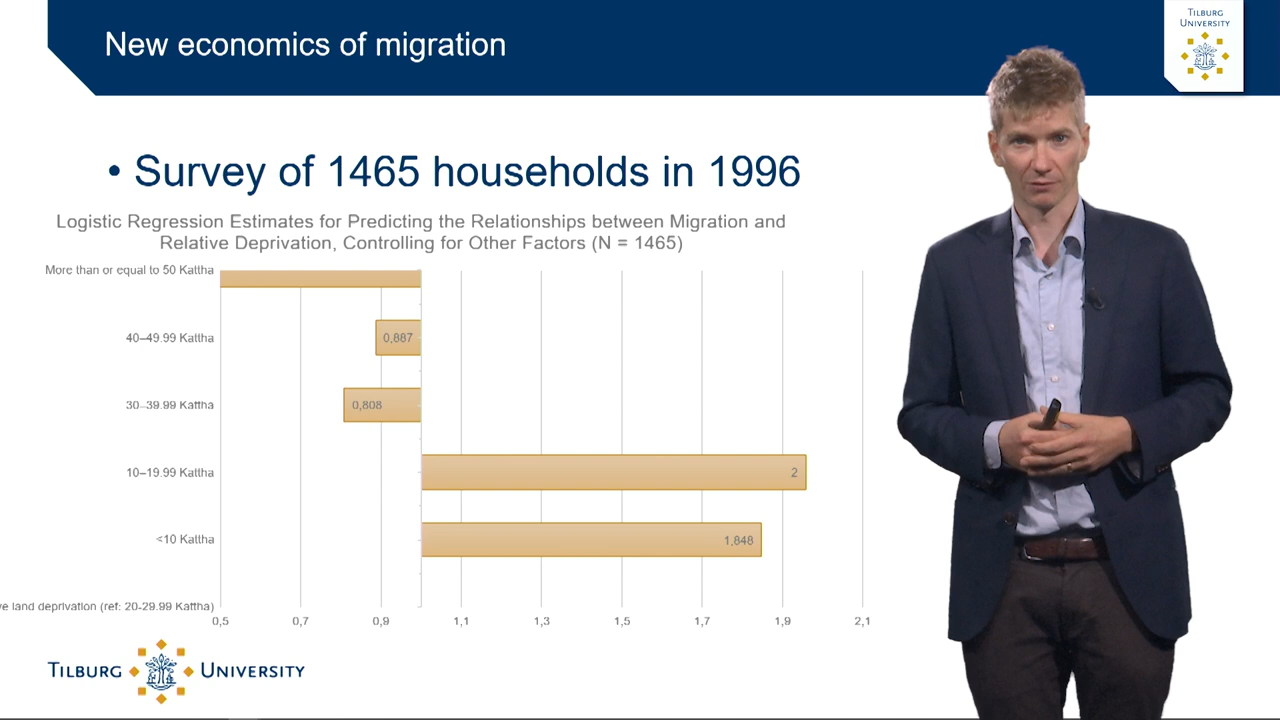 New economics of migration
TILBURG
UNIVERSITY
• Survey of 1465 households in 1996
Logistic Regression Estimates for Predicting the Relationships between Migration and
Relative Deprivation, Controlling for Other Factors (N = 1465)
More than or equal to 50 Kattha
40–49.99 Kattha
0,887
30–39.99 Kattha
0,808
10–19.99 Kattha
2
<10 Kattha
1,848
land deprivation (ref: 20-29.99 Kattha)
0,5 0,7 0,9 1,1 1,3 1,5 1,7 1,9 2,1
TILBURG UNIVERSITY